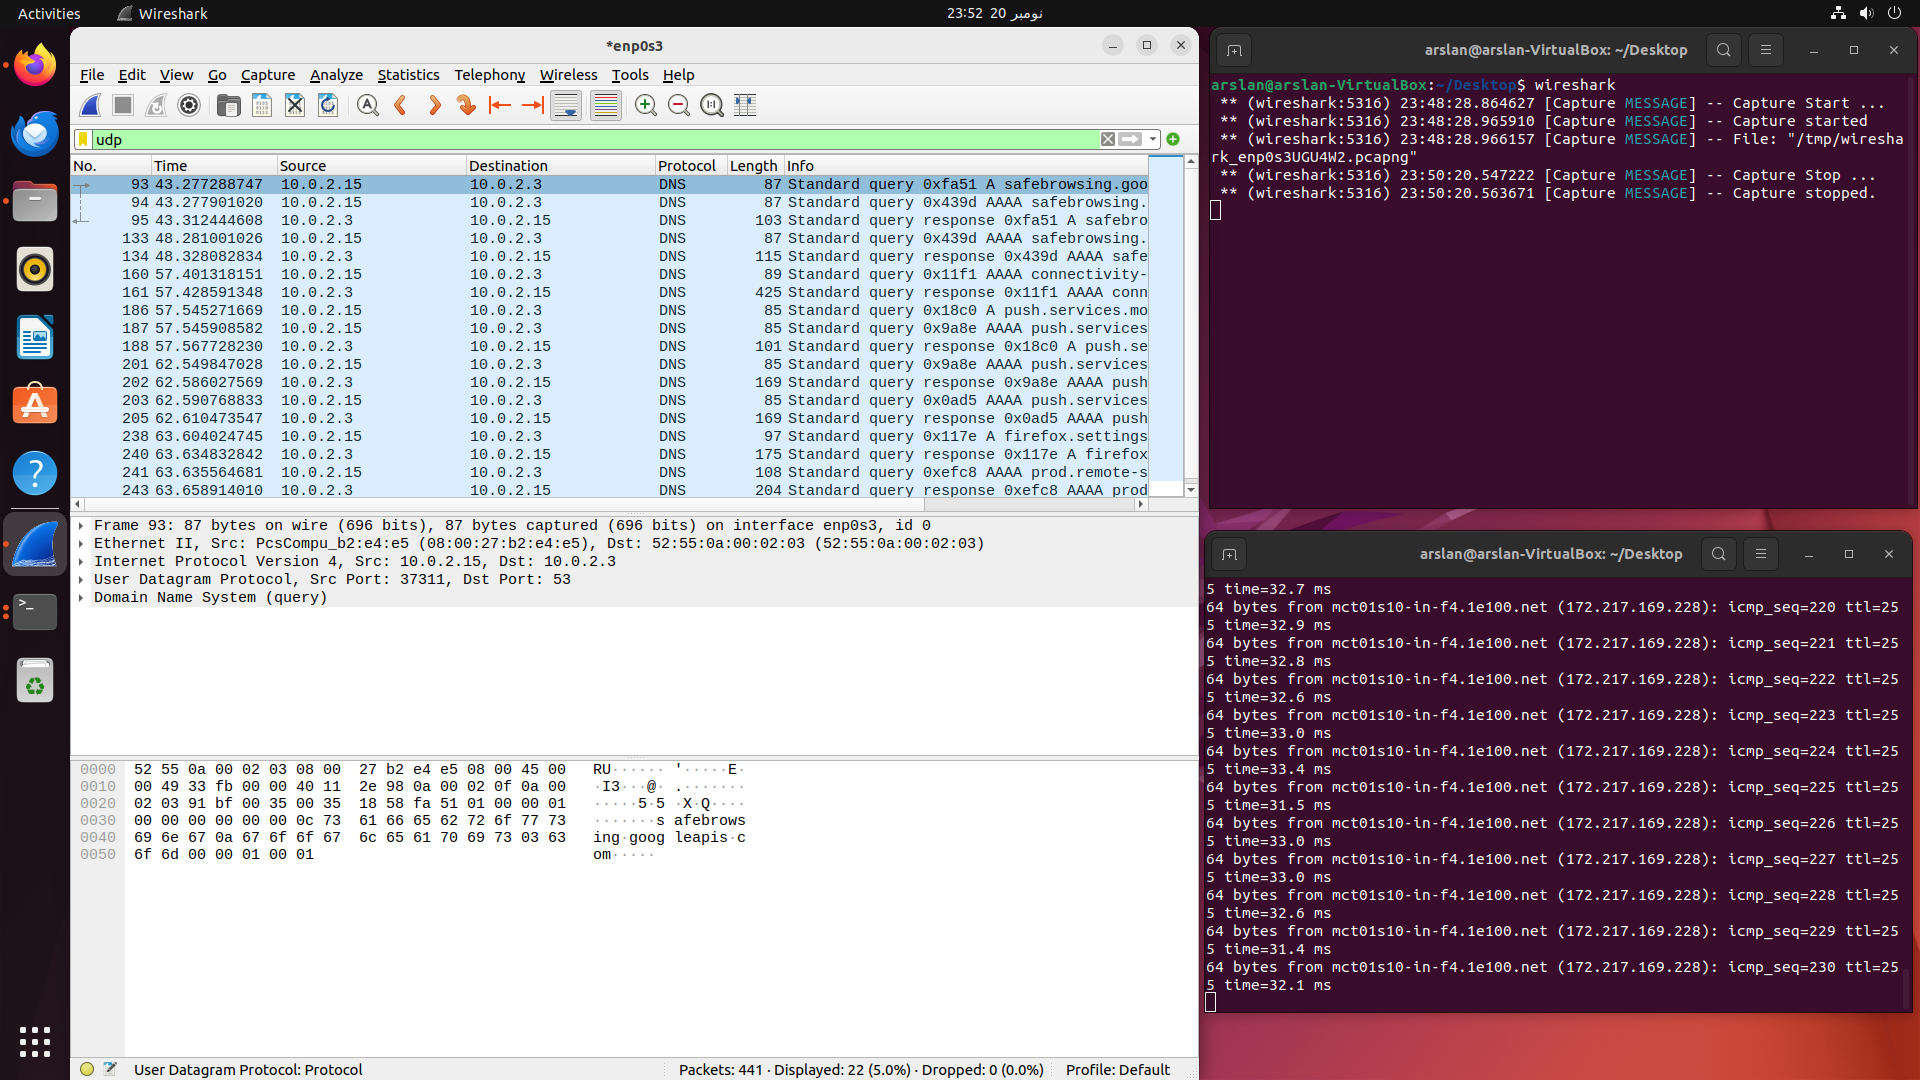 Activities
Wireshark
23:52 20 نومبر
*enp0s3
File Edit View Go Capture Analyze Statistics Telephony Wireless Tools Help
udp
No. Time Source Destination Protocol Length Info
93 43.277288747 10.0.2.15 10.0.2.3 DNS 87 Standard query 0xfa51 A safebrowsing.goo
94 43.277901020 10.0.2.15 10.0.2.3 DNS 87 Standard query 0x439d AAAA safebrowsing.
95 43.312444608 10.0.2.3 10.0.2.15 DNS 103 Standard query response 0xfa51 A safebro
133 48.281001026 10.0.2.15 10.0.2.3 DNS 87 Standard query 0x439d AAAA safebrowsing.
134 48.328082834 10.0.2.3 10.0.2.15 DNS 115 Standard query response 0x439d AAAA safe
160 57.401318151 10.0.2.15 10.0.2.3 DNS 89 Standard query 0x11f1 AAAA connectivity-
161 57.428591348 10.0.2.3 10.0.2.15 DNS 425 Standard query response 0x11f1 AAAA conn
186 57.545271669 10.0.2.15 10.0.2.3 DNS 85 Standard query 0x18c0 A push.services.mo
187 57.545908582 10.0.2.15 10.0.2.3 DNS 85 Standard query 0x9a8e AAAA push.services
188 57.567728230 10.0.2.3 10.0.2.15 DNS 101 Standard query response 0x18c0 A push.se
201 62.549847028 10.0.2.15 10.0.2.3 DNS 85 Standard query 0x9a8e AAAA push.services
202 62.586027569 10.0.2.3 10.0.2.15 DNS 169 Standard query response 0x9a8e AAAA push
203 62.590768833 10.0.2.15 10.0.2.3 DNS 85 Standard query 0x0ad5 AAAA push.services
205 62.610473547 10.0.2.3 10.0.2.15 DNS 169 Standard query response 0x0ad5 AAAA push
238 63.604024745 10.0.2.15 10.0.2.3 DNS 97 Standard query 0x117e A firefox.settings
240 63.634832842 10.0.2.3 10.0.2.15 DNS 175 Standard query response 0x117e A firefox
241 63.635564681 10.0.2.15 10.0.2.3 DNS 108 Standard query 0xefc8 AAAA prod.remote-s
243 63.658914010 10.0.2.3 10.0.2.15 DNS 204 Standard query response 0xefc8 AAAA prod
Frame 93: 87 bytes on wire (696 bits), 87 bytes captured (696 bits) on interface enp0s3, id 0
Ethernet II, Src: PcsCompu_b2:e4:e5 (08:00:27:b2:e4:e5), Dst: 52:55:0a:00:02:03 (52:55:0a:00:02:03)
Internet Protocol Version 4, Src: 10.0.2.15, Dst: 10.0.2.3
User Datagram Protocol, Src Port: 37311, Dst Port: 53
Domain Name System (query)
0000 52 55 0a 00 02 03 08 00 27 b2 e4 e5 08 00 45 00 RU······ '·····E·
0010 00 49 33 fb 00 00 40 11 2e 98 0a 00 02 0f 0a 00 ·I3···@· .·······
0020 02 03 91 bf 00 35 00 35 18 58 fa 51 01 00 00 01 ·····5·5 ·X·Q····
0030 00 00 00 00 00 00 0c 73 61 66 65 62 72 6f 77 73 ·······s afebrows
0040 69 6e 67 0a 67 6f 6f 67 6c 65 61 70 69 73 03 63 ing·goog leapis·c
0050 6f 6d 00 00 01 00 01 om·····
User Datagram Protocol: Protocol
Packets: 441 · Displayed: 22 (5.0%) · Dropped: 0 (0.0%)
Profile: Default
arslan@arslan-VirtualBox: ~/Desktop
arslan@arslan-VirtualBox:~/Desktop$ wireshark
** (wireshark:5316) 23:48:28.864627 [Capture MESSAGE] -- Capture Start ...
** (wireshark:5316) 23:48:28.965910 [Capture MESSAGE] -- Capture started
** (wireshark:5316) 23:48:28.966157 [Capture MESSAGE] -- File: "/tmp/wiresha
rk_enp0s3UGU4W2.pcapng"
** (wireshark:5316) 23:50:20.547222 [Capture MESSAGE] -- Capture Stop ...
** (wireshark:5316) 23:50:20.563671 [Capture MESSAGE] -- Capture stopped.
arslan@arslan-VirtualBox: ~/Desktop
5 time=32.7 ms
64 bytes from mct01s10-in-f4.1e100.net (172.217.169.228): icmp_seq=220 ttl=25
5 time=32.9 ms
64 bytes from mct01s10-in-f4.1e100.net (172.217.169.228): icmp_seq=221 ttl=25
5 time=32.8 ms
64 bytes from mct01s10-in-f4.1e100.net (172.217.169.228): icmp_seq=222 ttl=25
5 time=32.6 ms
64 bytes from mct01s10-in-f4.1e100.net (172.217.169.228): icmp_seq=223 ttl=25
5 time=33.0 ms
64 bytes from mct01s10-in-f4.1e100.net (172.217.169.228): icmp_seq=224 ttl=25
5 time=33.4 ms
64 bytes from mct01s10-in-f4.1e100.net (172.217.169.228): icmp_seq=225 ttl=25
5 time=31.5 ms
64 bytes from mct01s10-in-f4.1e100.net (172.217.169.228): icmp_seq=226 ttl=25
5 time=33.0 ms
64 bytes from mct01s10-in-f4.1e100.net (172.217.169.228): icmp_seq=227 ttl=25
5 time=33.0 ms
64 bytes from mct01s10-in-f4.1e100.net (172.217.169.228): icmp_seq=228 ttl=25
5 time=32.6 ms
64 bytes from mct01s10-in-f4.1e100.net (172.217.169.228): icmp_seq=229 ttl=25
5 time=31.4 ms
64 bytes from mct01s10-in-f4.1e100.net (172.217.169.228): icmp_seq=230 ttl=25
5 time=32.1 ms